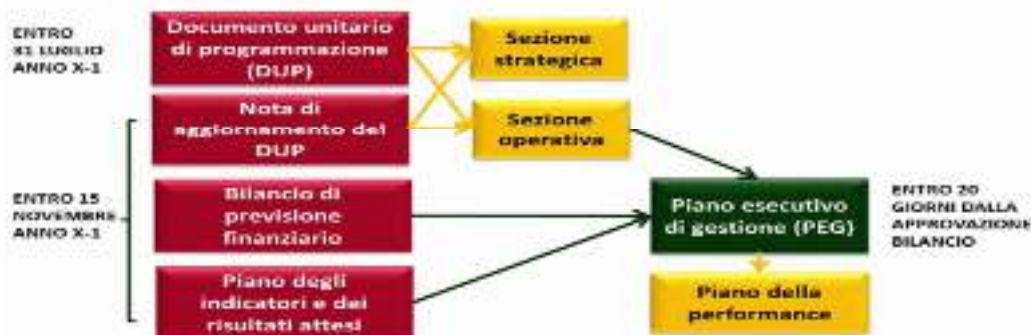 ENTRO
31 LUGLIO
ANNO X-1
Documento unitario
di programmazione
(DUP)
Sezione
strategica
Nota di
aggiornamento del
DUP
Sezione
operativa
ENTRO 15
NOVEMBRE
ANNO X-1
Bilancio di
previsione
finanziario
Piano esecutivo
di gestione (PEG)
ENTRO 20
GIORNI DALLA
APPROVAZIONE
BILANCIO
Piano degli
indicatori e dei
risultati attesi
Piano della
performance